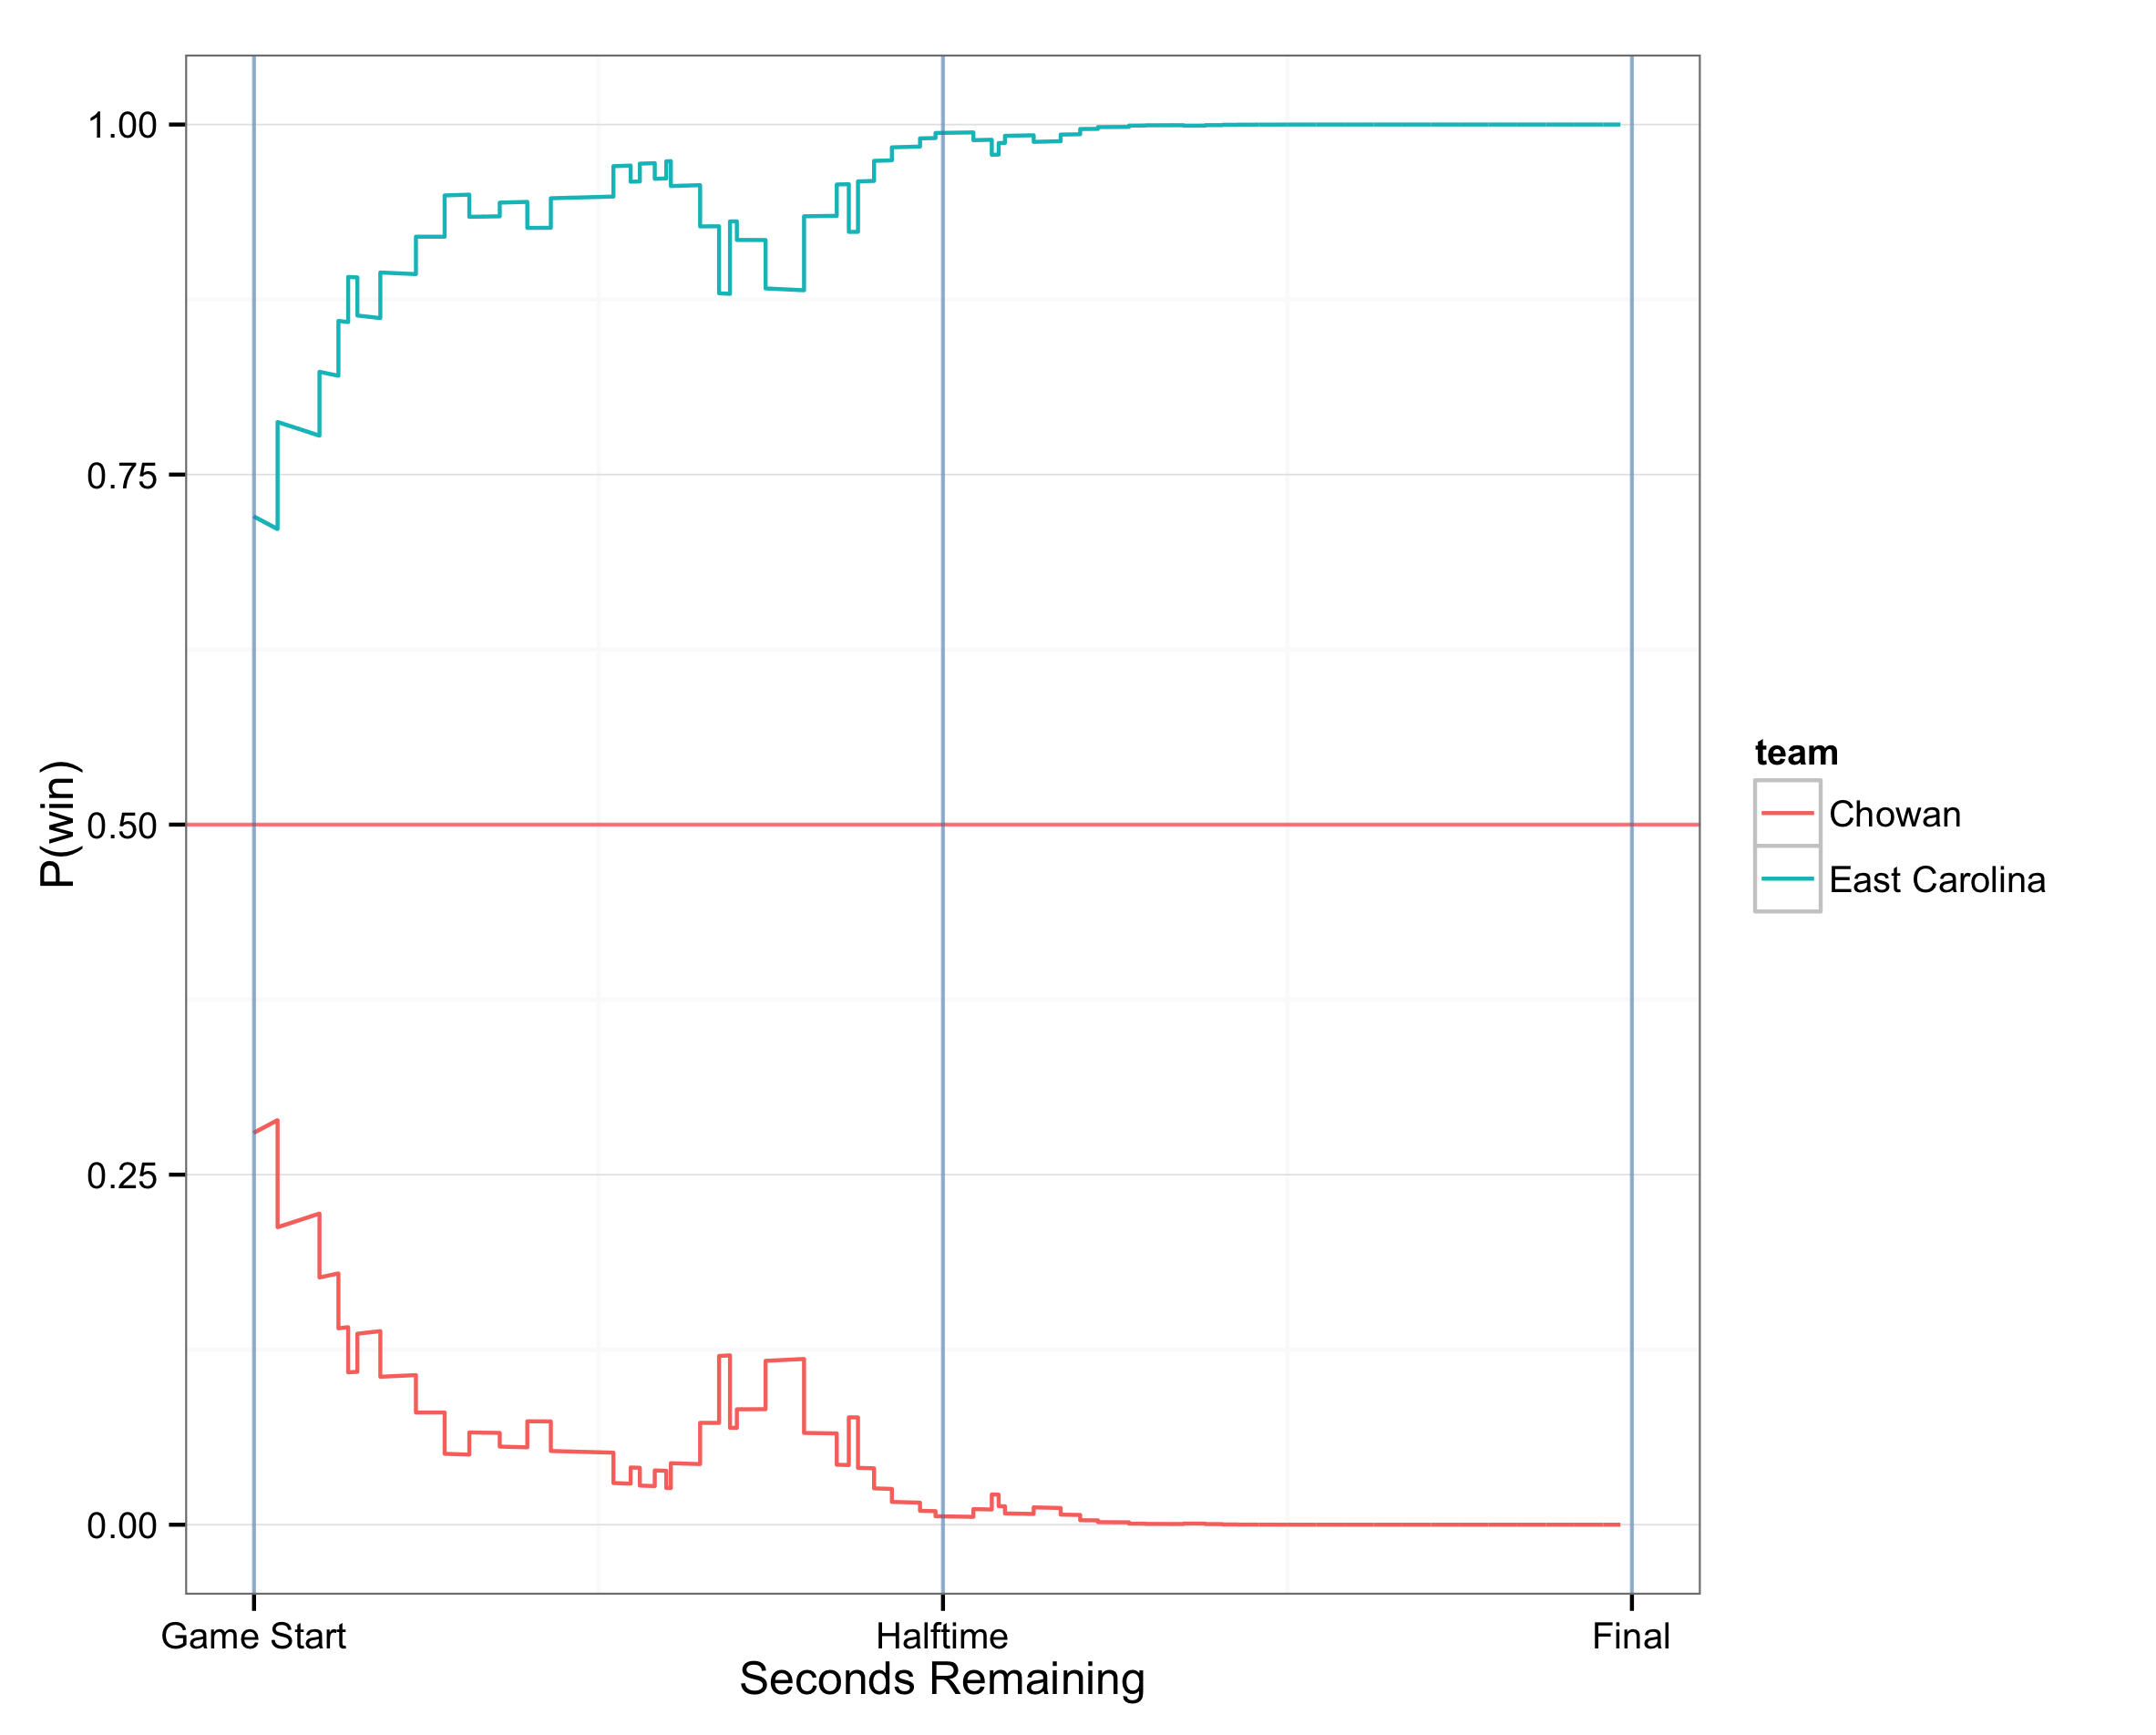 1.00
0.75
0.50
0.25
0.00
P(win)
Game Start
Halftime
Final
Seconds Remaining
team
Chowan
East Carolina